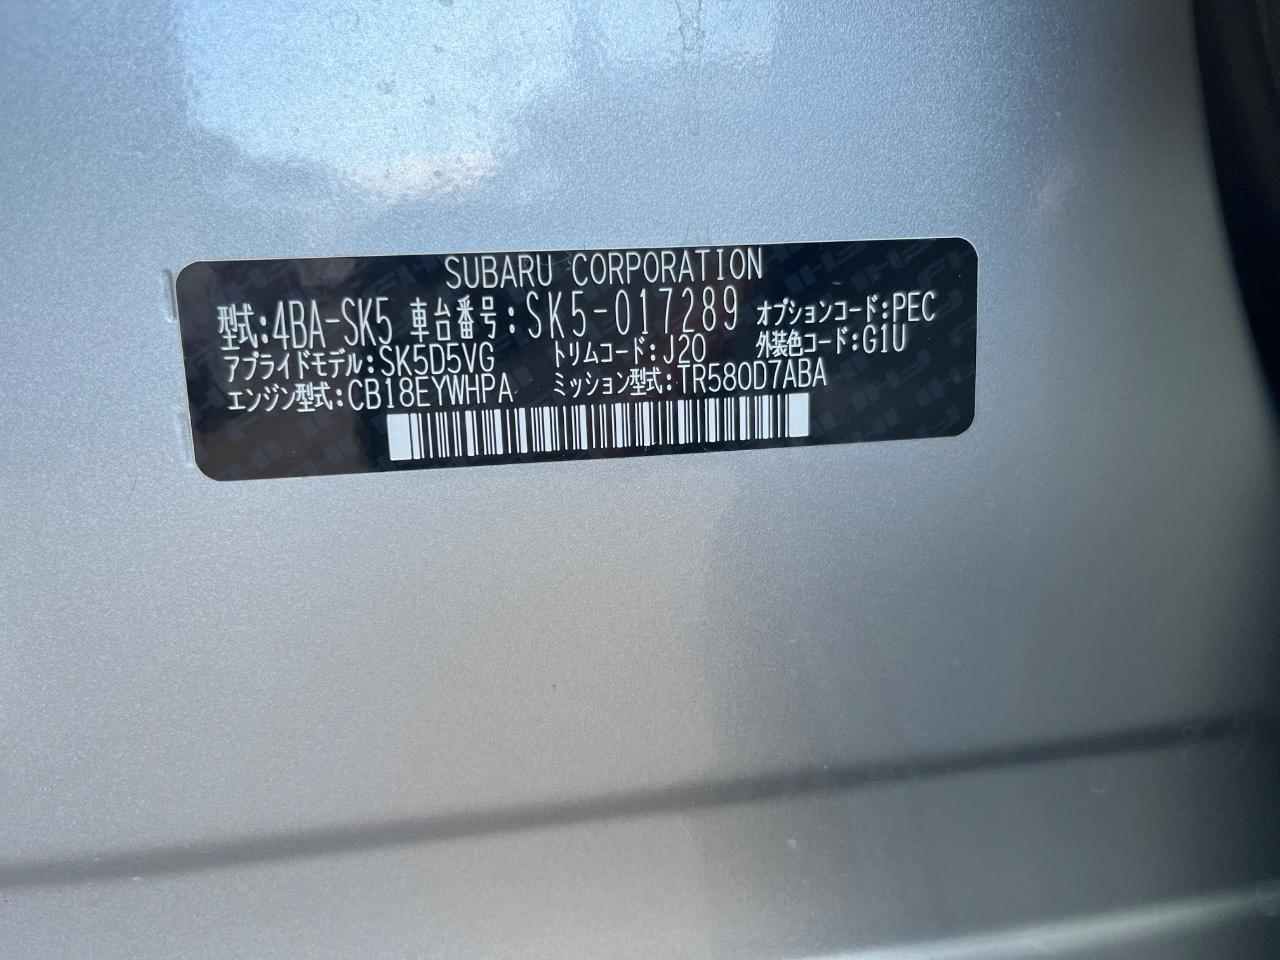 SUBARU CORPORATION
型式:4BA-SK5 車台番号:SK5-017289 オプションコード:PEC
アプライドモデル:SK5D5VG トリムコード:J20 外装色コード:G1U
エンジン型式:CB18EYWHPA ミッション型式:TR580D7ABA